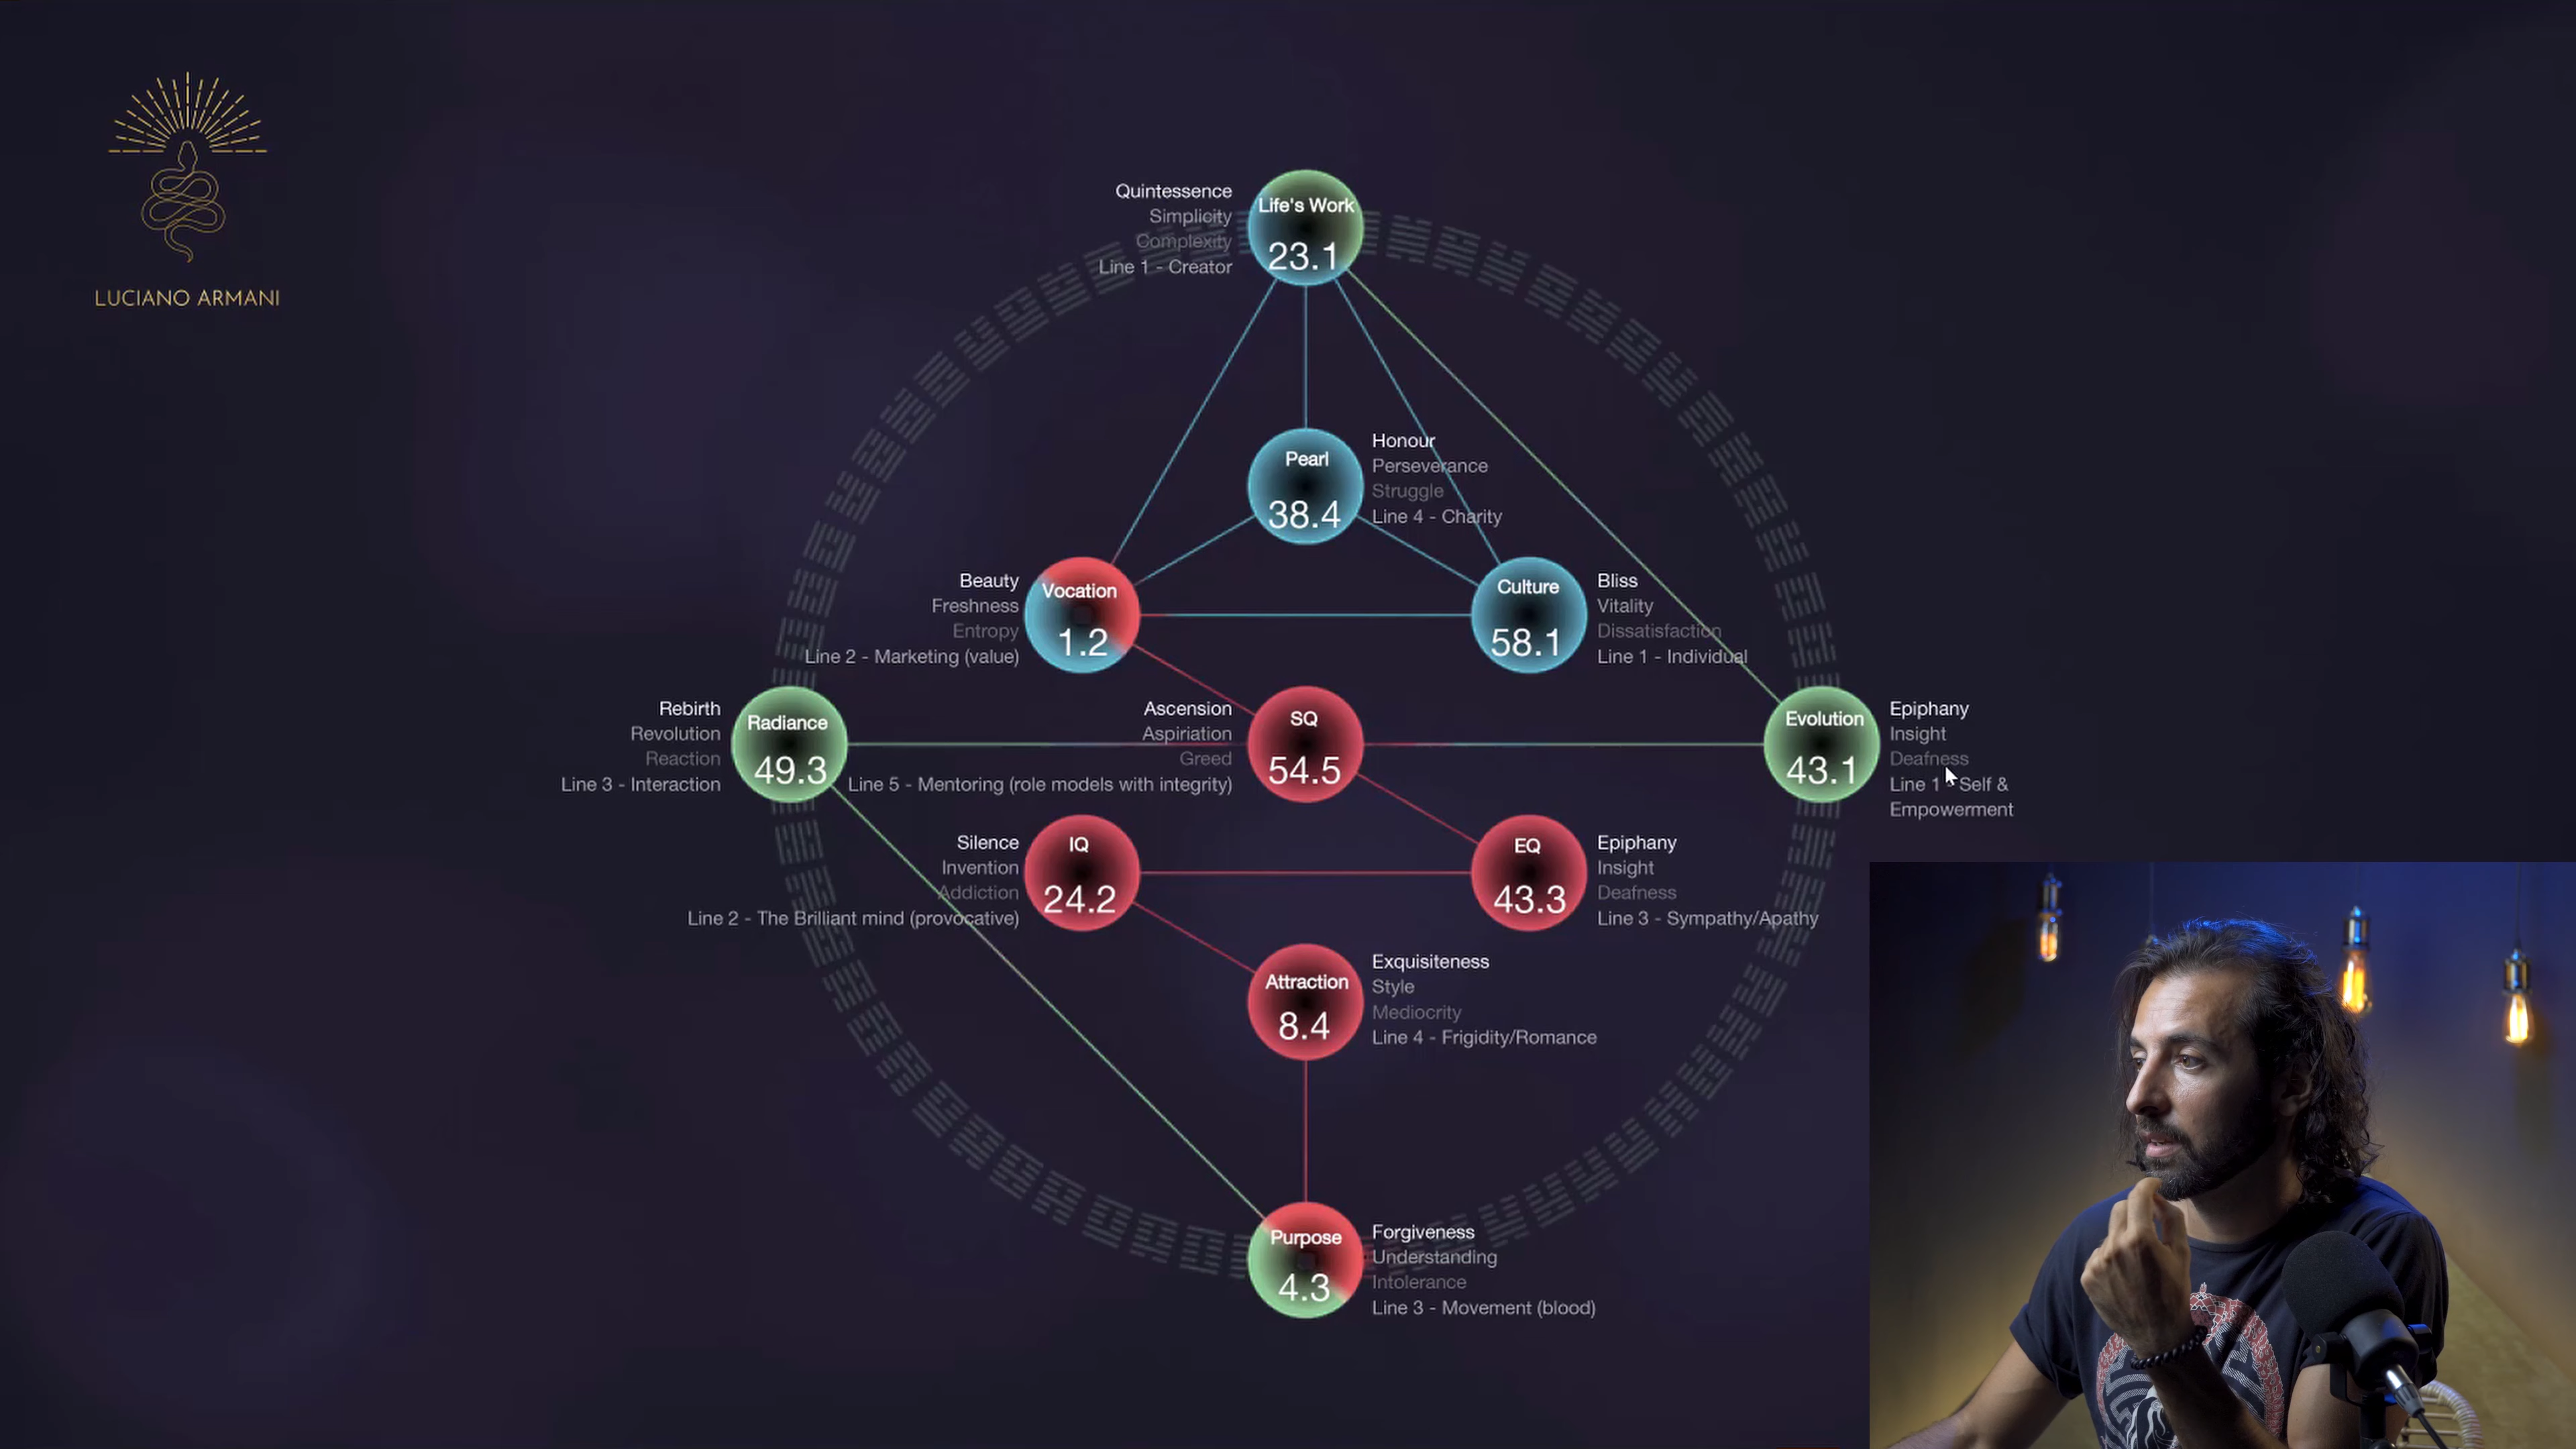 LUCIANO ARMANI
Quintessence
Simplicity
Complexity
Line 1 - Creator
Life's Work
23.1
Pearl
38.4
Honour
Perseverance
Struggle
Line 4 - Charity
Beauty
Freshness
Entropy
Line 2 - Marketing (value)
Vocation
1.2
Culture
58.1
Bliss
Vitality
Dissatisfaction
Line 1 - Individual
Rebirth
Revolution
Reaction
Line 3 - Interaction
Radiance
49.3
Ascension
Aspiriation
Greed
Line 5 - Mentoring (role models with integrity)
SQ
54.5
Evolution
43.1
Epiphany
Insight
Deafness
Line 1 - Self &
Empowerment
Silence
Invention
Addiction
Line 2 - The Brilliant mind (provocative)
IQ
24.2
EQ
43.3
Epiphany
Insight
Deafness
Line 3 - Sympathy/Apathy
Attraction
8.4
Exquisiteness
Style
Mediocrity
Line 4 - Frigidity/Romance
Purpose
4.3
Forgiveness
Understanding
Intolerance
Line 3 - Movement (blood)